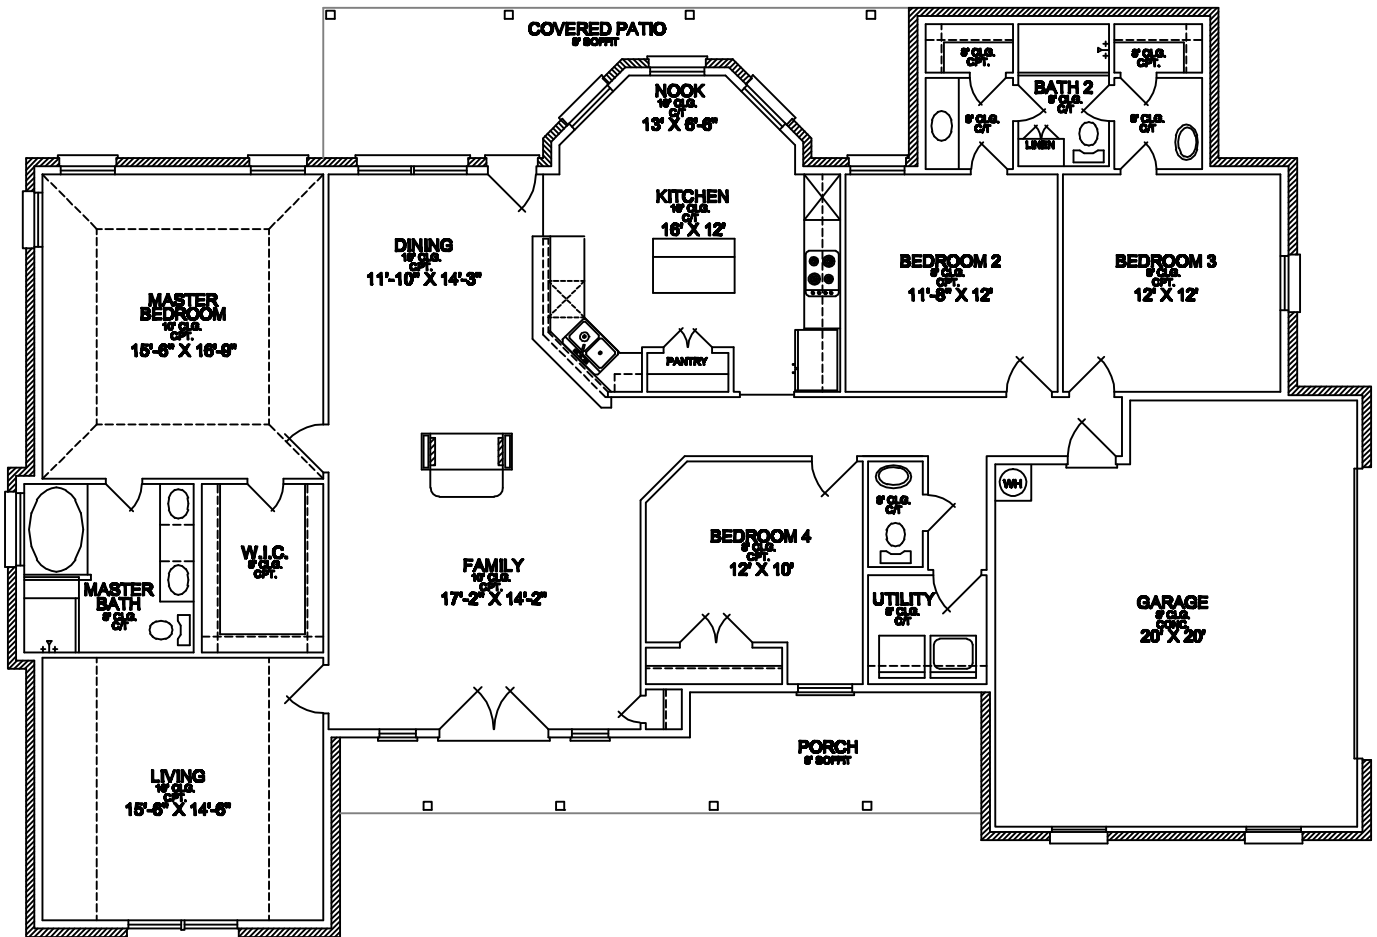 COVERED PATIO
8' SOFFIT
NOOK
10' CLG.
C/T
13' X 6'-6"
8' CLG.
CPT.
8' CLG.
CPT.
BATH 2
8' CLG.
C/T
8' CLG.
C/T
8' CLG.
C/T
LINEN
KITCHEN
10' CLG.
C/T
16' X 12'
DINING
10' CLG.
CPT.
11'-10" X 14'-3"
BEDROOM 2
8' CLG.
CPT.
11'-8" X 12'
BEDROOM 3
8' CLG.
CPT.
12' X 12'
MASTER
BEDROOM
10' CLG.
CPT.
15'-6" X 16'-9"
PANTRY
WH
8' CLG.
C/T
BEDROOM 4
8' CLG.
CPT.
12' X 10'
W.I.C.
8' CLG.
CPT.
FAMILY
10' CLG.
CPT.
17'-2" X 14'-2"
MASTER
BATH
8' CLG.
C/T
UTILITY
8' CLG.
C/T
GARAGE
8' CLG.
CONC.
20' X 20'
PORCH
8' SOFFIT
LIVING
10' CLG.
CPT.
15'-6" X 14'-6"